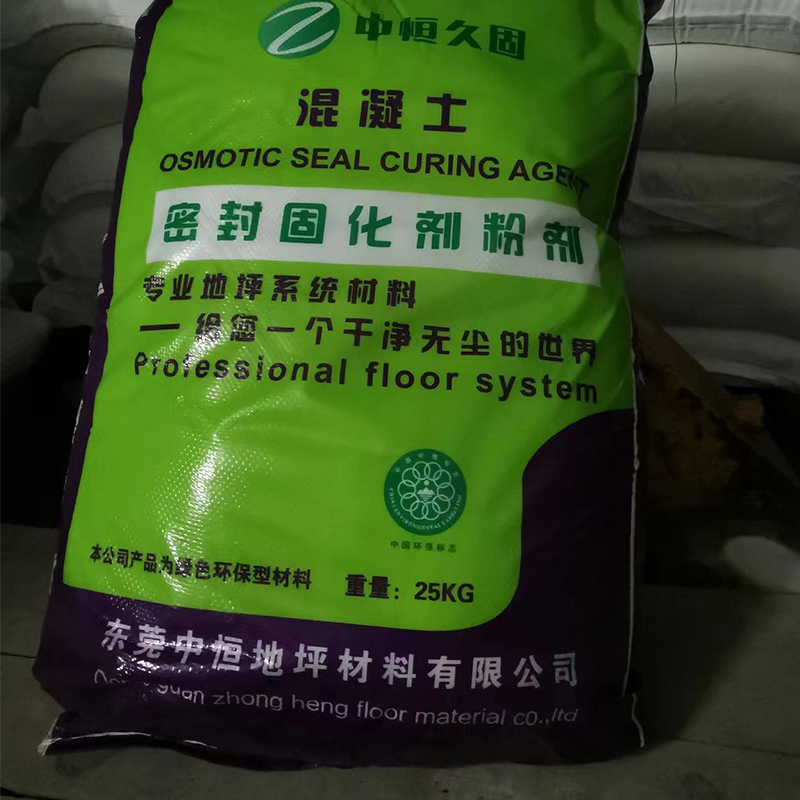 中恒久固
混凝土
OSMOTIC SEAL CURING AGENT
密封固化剂粉剂
专业地坪系统材料
——给您一个干净无尘的世界
Professional floor system
CHINA ENVIRONMENTAL LABELLING
中国环保标志
本公司产品为绿色环保型材料 重量：25KG
东莞中恒地坪材料有限公司
zhong heng floor material co.,ltd